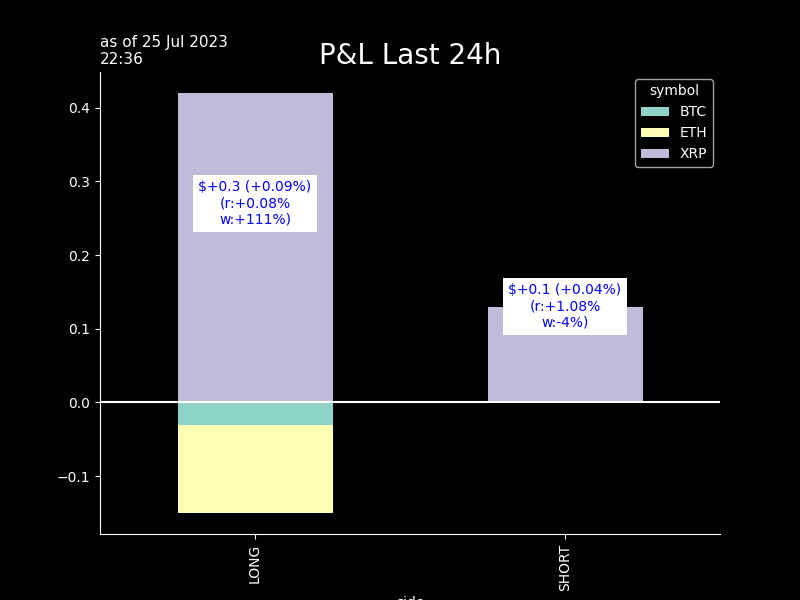 as of 25 Jul 2023
22:36
P&L Last 24h
symbol
BTC
ETH
XRP
0.4
0.3
0.2
0.1
0.0
−0.1
$+0.3 (+0.09%)
(r:+0.08%
w:+111%)
$+0.1 (+0.04%)
(r:+1.08%
w:-4%)
LONG
SHORT